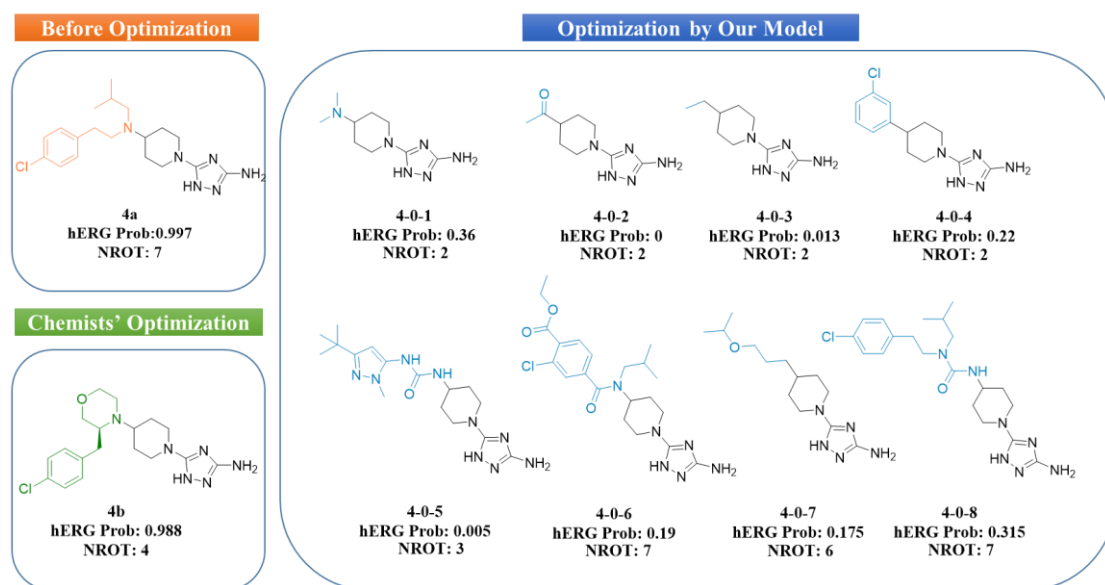 Before Optimization
Optimization by Our Model
Cl
N
N
N
NH2
HN
N
4a
hERG Prob:0.997
NROT: 7
Chemists' Optimization
O
N
Cl
N
N
NH2
HN
N
4b
hERG Prob: 0.988
NROT: 4
N
N
N
NH2
HN
N
4-0-1
hERG Prob: 0.36
NROT: 2
O
N
N
NH2
HN
N
4-0-2
hERG Prob: 0
NROT: 2
N
N
NH2
HN
N
4-0-3
hERG Prob: 0.013
NROT: 2
Cl
N
N
NH2
HN
N
4-0-4
hERG Prob: 0.22
NROT: 2
N
N
H
N
O
NH
N
N
NH2
HN
N
4-0-5
hERG Prob: 0.005
NROT: 3
O
O
Cl
N
O
N
N
NH2
HN
N
4-0-6
hERG Prob: 0.19
NROT: 7
O
N
N
NH2
HN
N
4-0-7
hERG Prob: 0.175
NROT: 6
Cl
N
NH
O
N
N
NH2
HN
N
4-0-8
hERG Prob: 0.315
NROT: 7